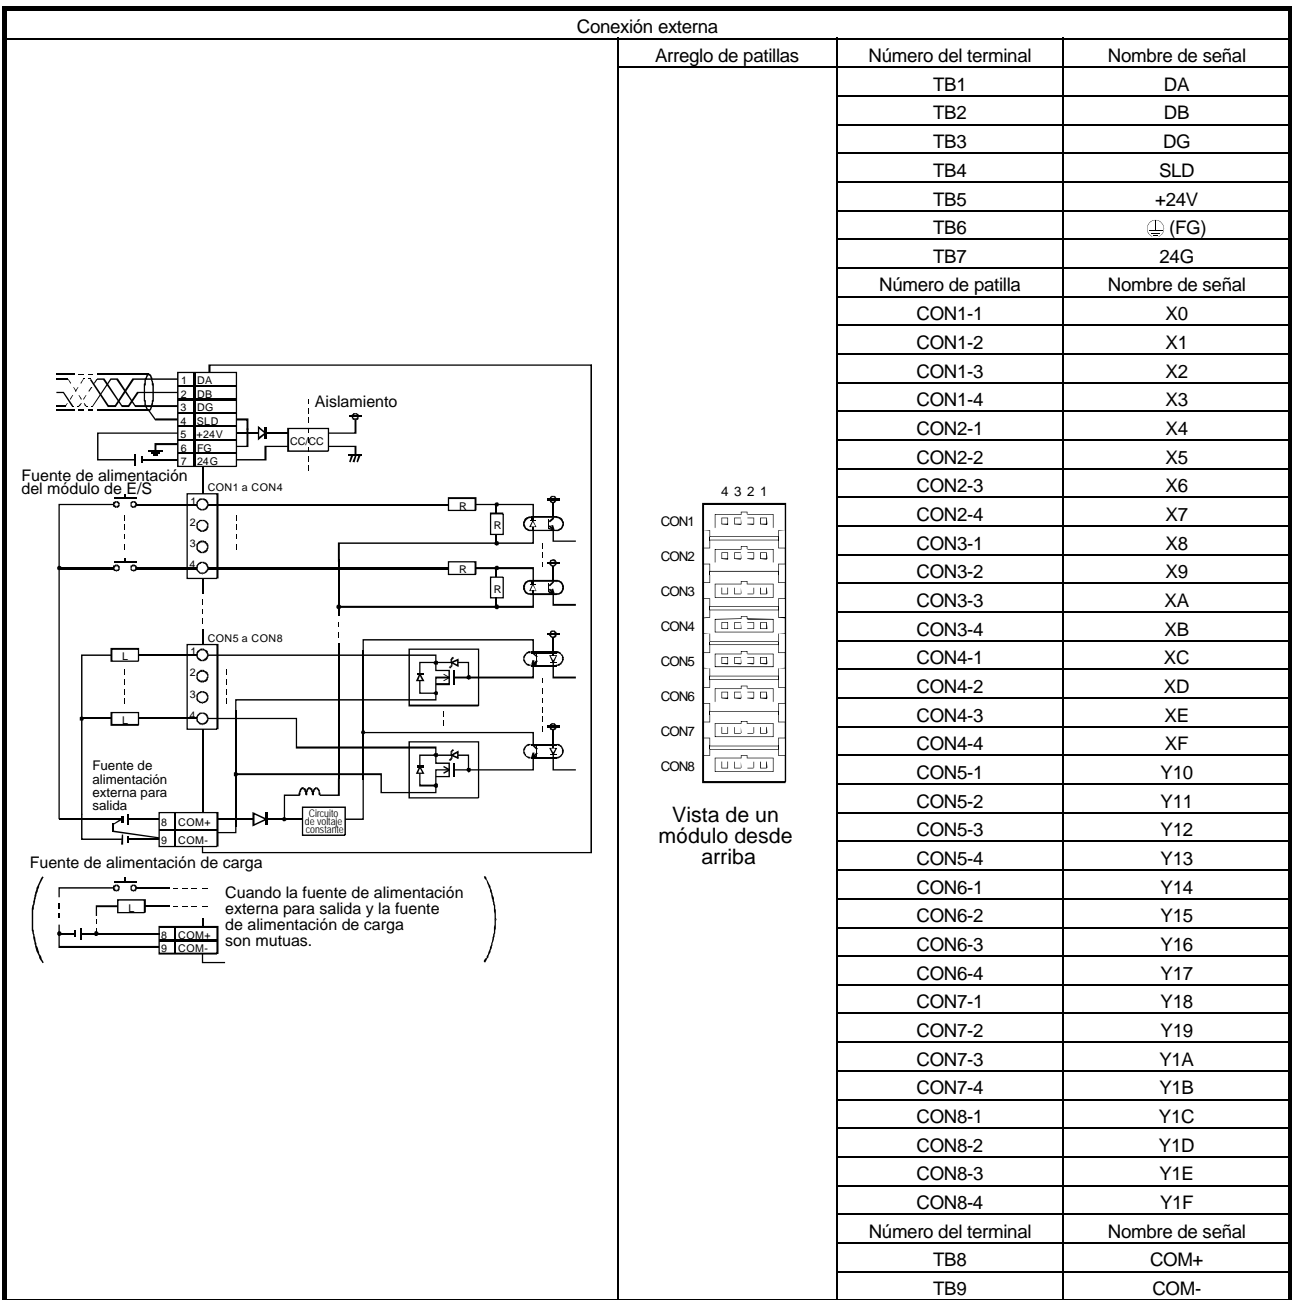 Conexión externa
Arreglo de patillas
Número del terminal Nombre de señal
TB1 DA
TB2 DB
TB3 DG
TB4 SLD
TB5 +24V
TB6 (FG)
TB7 24G
Número de patilla Nombre de señal
CON1-1 X0
CON1-2 X1
CON1-3 X2
CON1-4 X3
CON2-1 X4
CON2-2 X5
CON2-3 X6
CON2-4 X7
CON3-1 X8
CON3-2 X9
CON3-3 XA
CON3-4 XB
CON4-1 XC
CON4-2 XD
CON4-3 XE
CON4-4 XF
CON5-1 Y10
CON5-2 Y11
CON5-3 Y12
CON5-4 Y13
CON6-1 Y14
CON6-2 Y15
CON6-3 Y16
CON6-4 Y17
CON7-1 Y18
CON7-2 Y19
CON7-3 Y1A
CON7-4 Y1B
CON8-1 Y1C
CON8-2 Y1D
CON8-3 Y1E
CON8-4 Y1F
Número del terminal Nombre de señal
TB8 COM+
TB9 COM-
1 DA
2 DB
3 DG
4 SLD
5 +24V
6 FG
7 24G
Aislamiento
CC/CC
Fuente de alimentación
del módulo de E/S
CON1 a CON4
1
2
3
4
R
R
R
R
CON5 a CON8
1
2
3
4
L
L
Fuente de
alimentación
externa para
salida
8 COM+
9 COM-
Circuito
de voltaje
constante
Fuente de alimentación de carga
L
8 COM+
9 COM-
Cuando la fuente de alimentación
externa para salida y la fuente
de alimentación de carga
son mutuas.
4 3 2 1
CON1
CON2
CON3
CON4
CON5
CON6
CON7
CON8
Vista de un
módulo desde
arriba